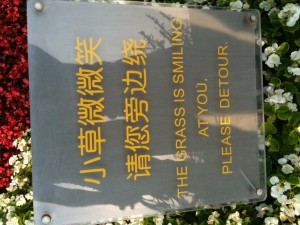 小草微微笑
请您旁边绕
THE GRASS IS SMILING
AT YOU,
PLEASE DETOUR.